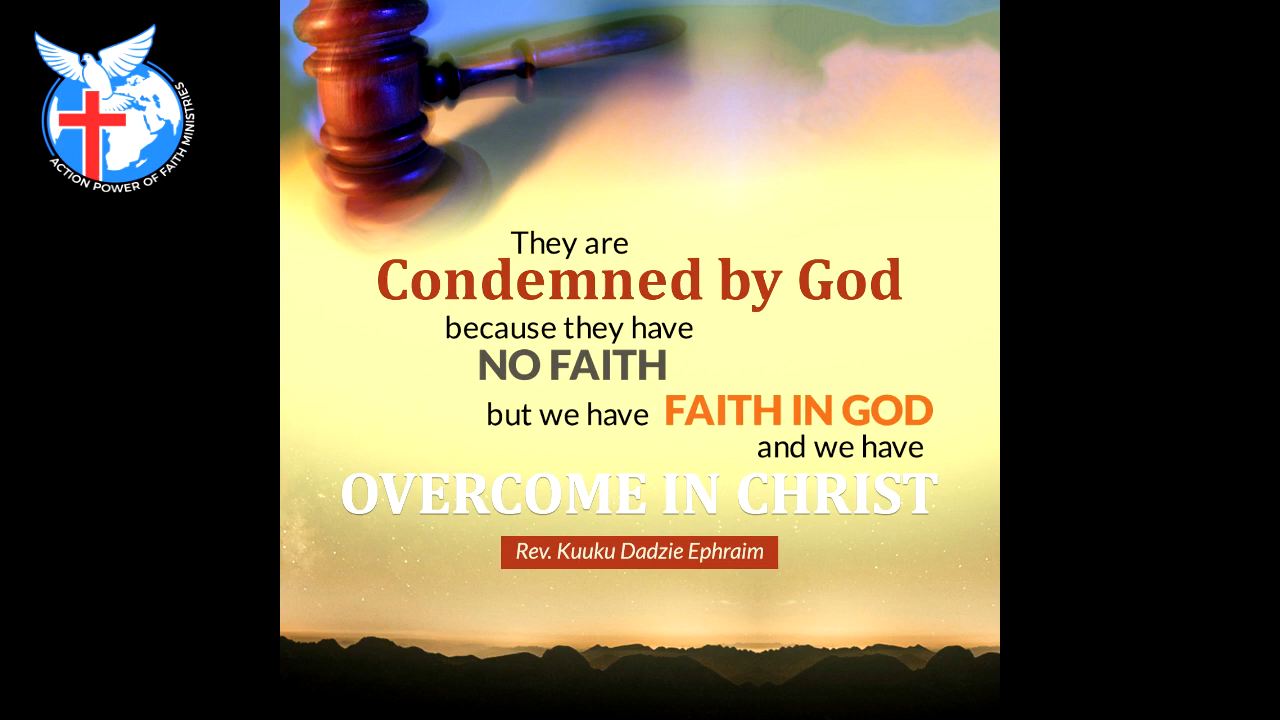 ACTION POWER OF FAITH MINISTRIES
They are
Condemned by God
because they have
NO FAITH
but we have FAITH IN GOD
and we have
OVERCOME IN CHRIST
Rev. Kuuku Dadzie Ephraim